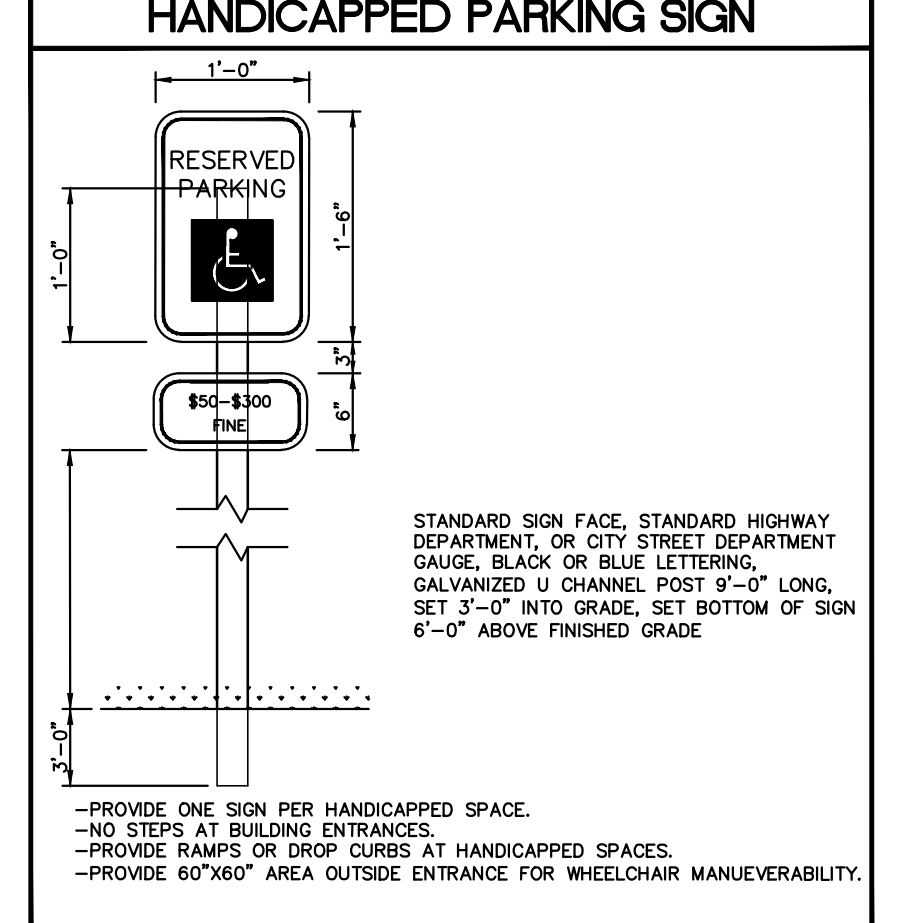 HANDICAPPED PARKING SIGN
1'-0"
RESERVED
PARKING
1'-0"
1'-6"
3"
$50-$300
FINE
6"
STANDARD SIGN FACE, STANDARD HIGHWAY
DEPARTMENT, OR CITY STREET DEPARTMENT
GAUGE, BLACK OR BLUE LETTERING,
GALVANIZED U CHANNEL POST 9'-0" LONG,
SET 3'-0" INTO GRADE, SET BOTTOM OF SIGN
6'-0" ABOVE FINISHED GRADE
3'-0"
-PROVIDE ONE SIGN PER HANDICAPPED SPACE.
-NO STEPS AT BUILDING ENTRANCES.
-PROVIDE RAMPS OR DROP CURBS AT HANDICAPPED SPACES.
-PROVIDE 60"X60" AREA OUTSIDE ENTRANCE FOR WHEELCHAIR MANUEVERABILITY.